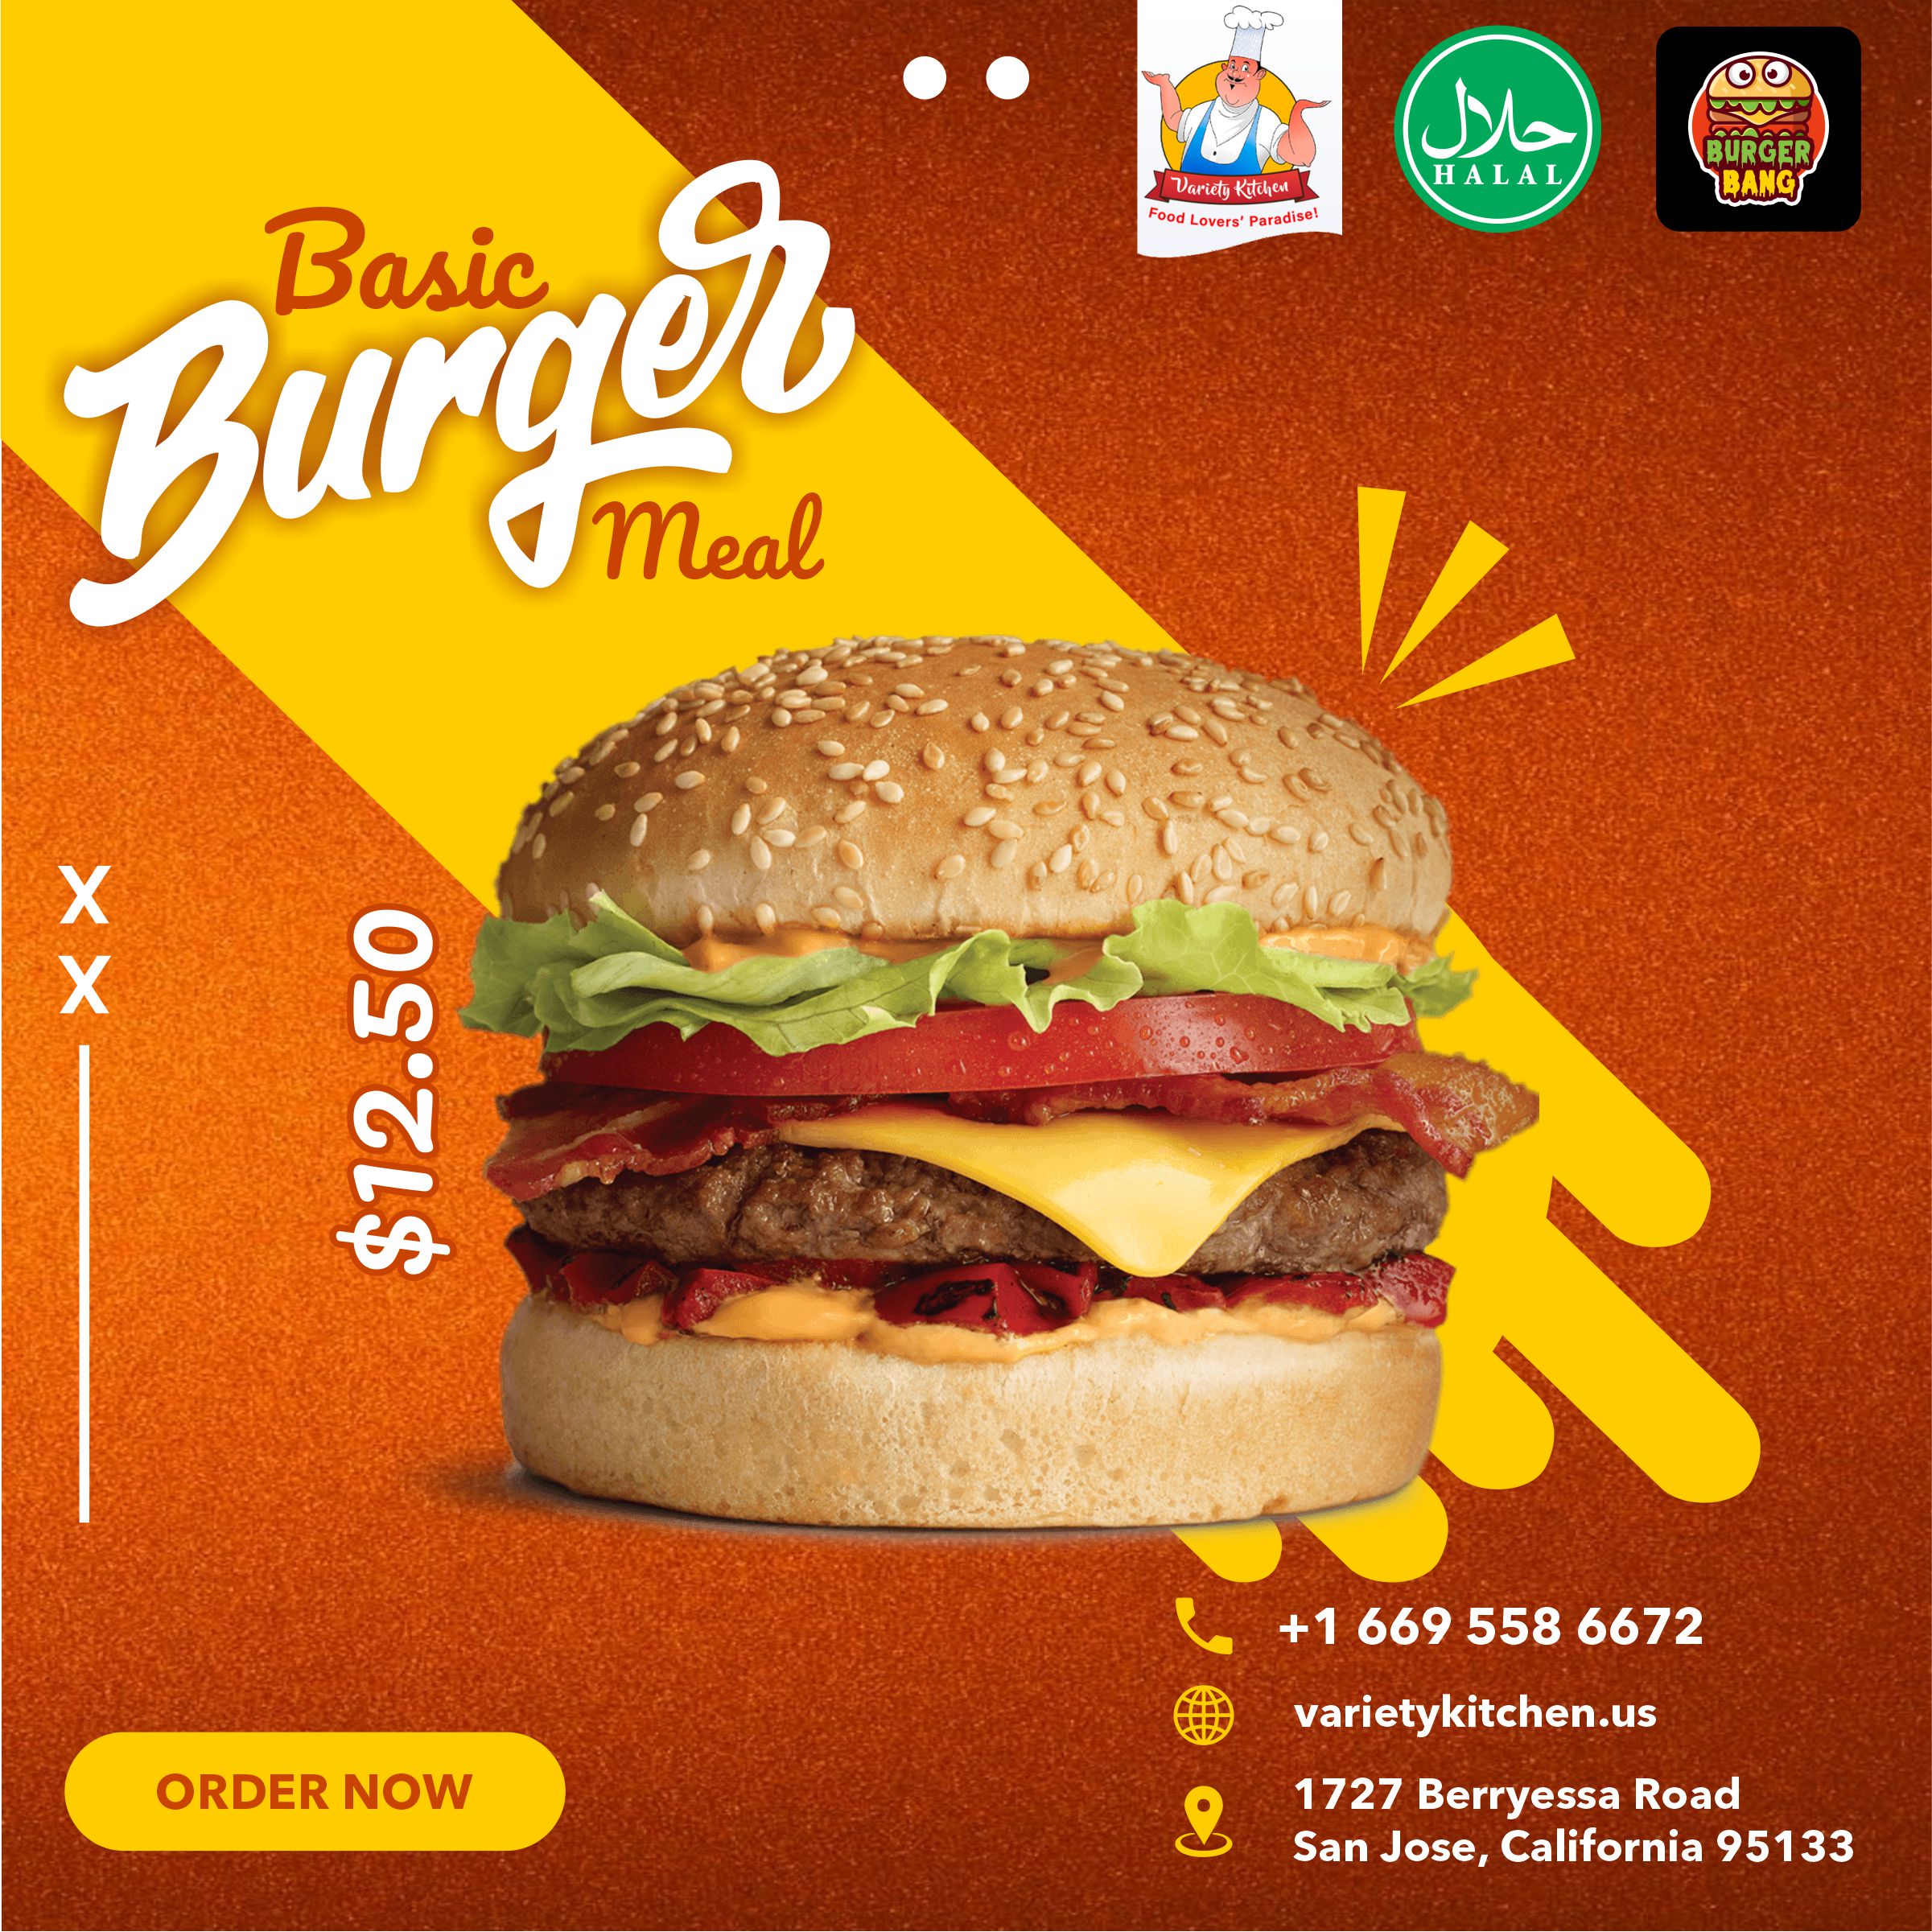 Variety Kitchen
Food Lovers' Paradise!
حلال
HALAL
BURGER
BANG
Basic
Burger
Meal
X
X
$12.50
+1 669 558 6672
varietykitchen.us
1727 Berryessa Road
San Jose, California 95133
ORDER NOW